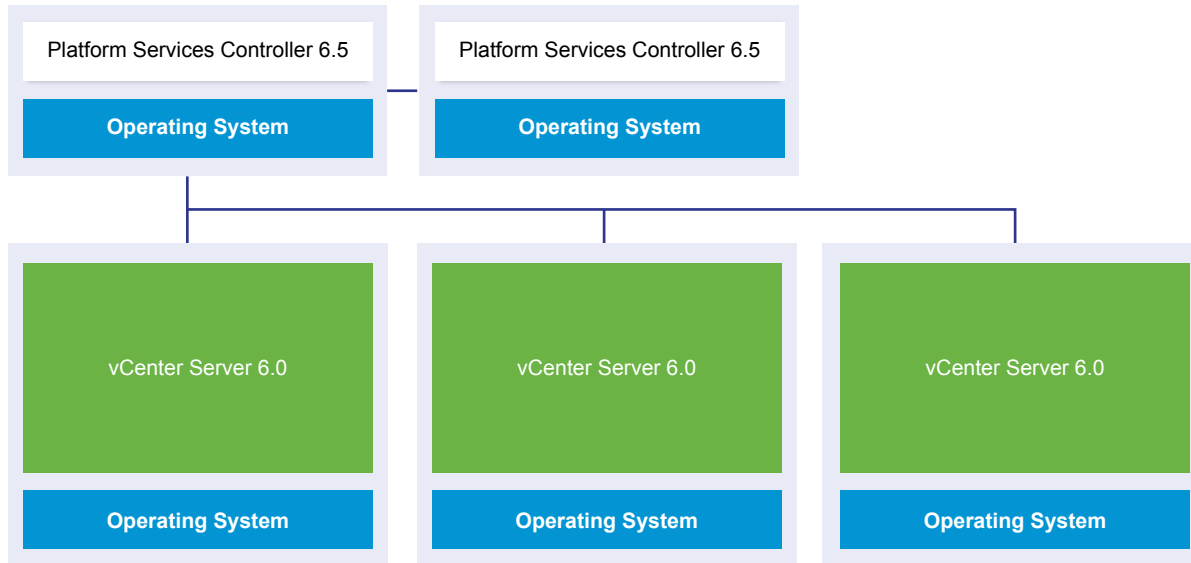 Platform Services Controller 6.5
Platform Services Controller 6.5
Operating System
Operating System
vCenter Server 6.0
vCenter Server 6.0
vCenter Server 6.0
Operating System
Operating System
Operating System